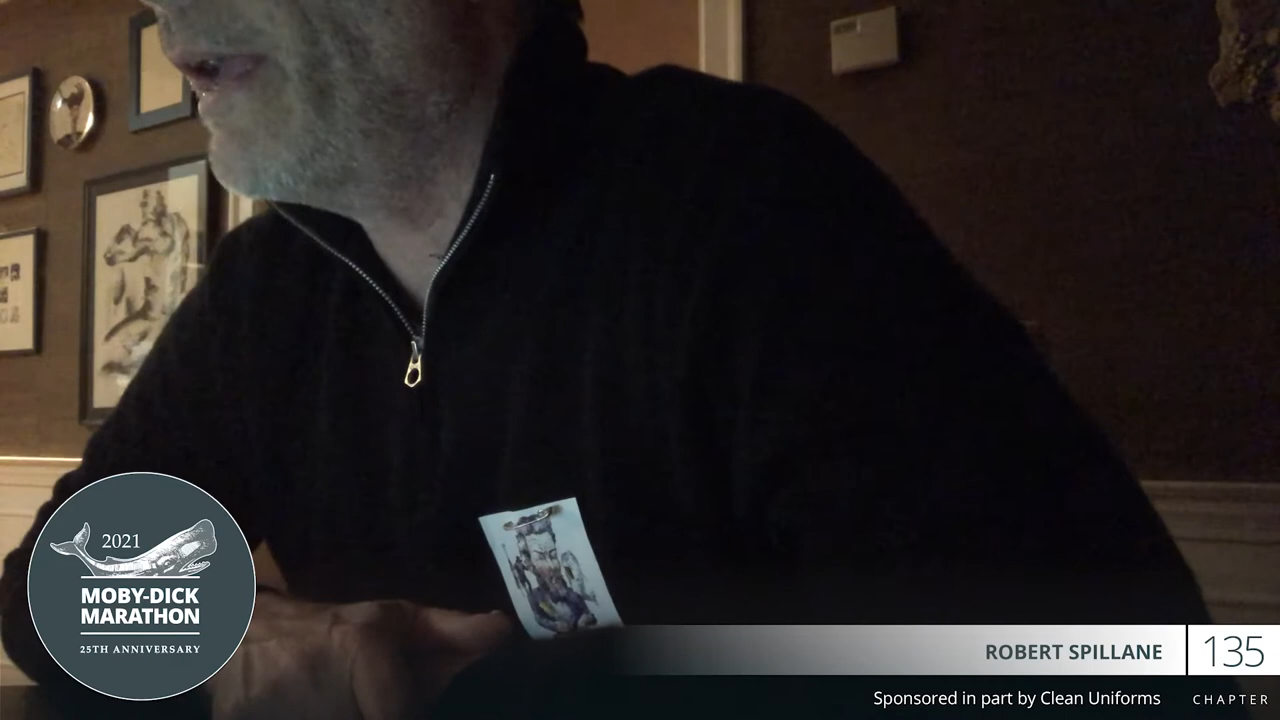 2021
MOBY-DICK
MARATHON
25TH ANNIVERSARY
ROBERT SPILLANE
135
Sponsored in part by Clean Uniforms
CHAPTER